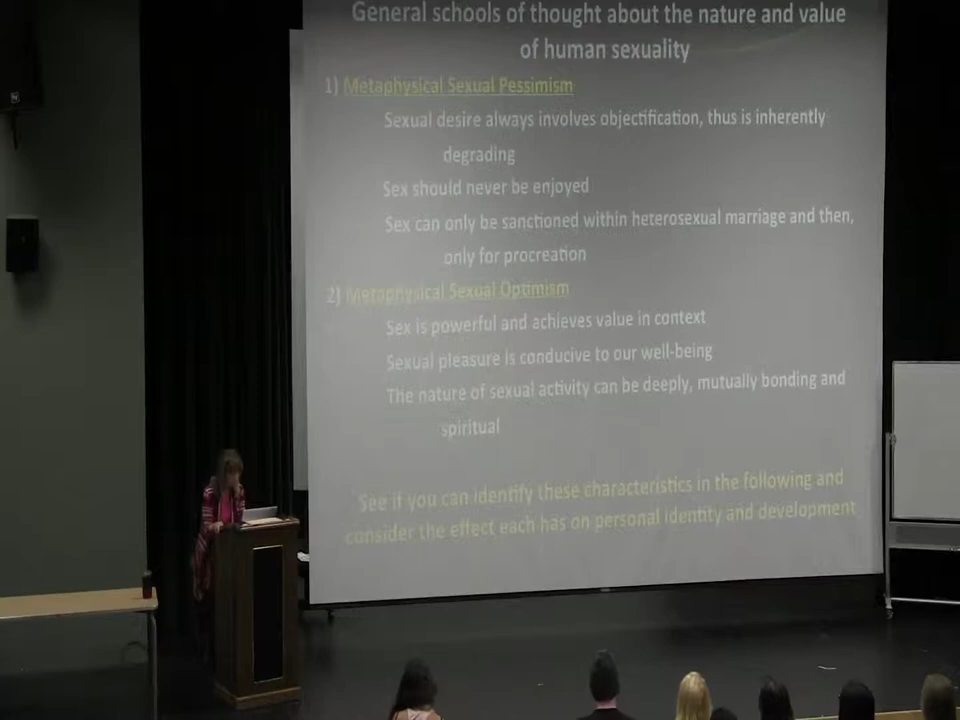 General schools of thought about the nature and value
of human sexuality
1) Metaphysical Sexual Pessimism
Sexual desire always involves objectification, thus is inherently
degrading
Sex should never be enjoyed
Sex can only be sanctioned within heterosexual marriage and then,
only for procreation
2) Metaphysical Sexual Optimism
Sex is powerful and achieves value in context
Sexual pleasure is conducive to our well-being
The nature of sexual activity can be deeply, mutually bonding and
spiritual
See if you can identify these characteristics in the following and
consider the effect each has on personal identity and development